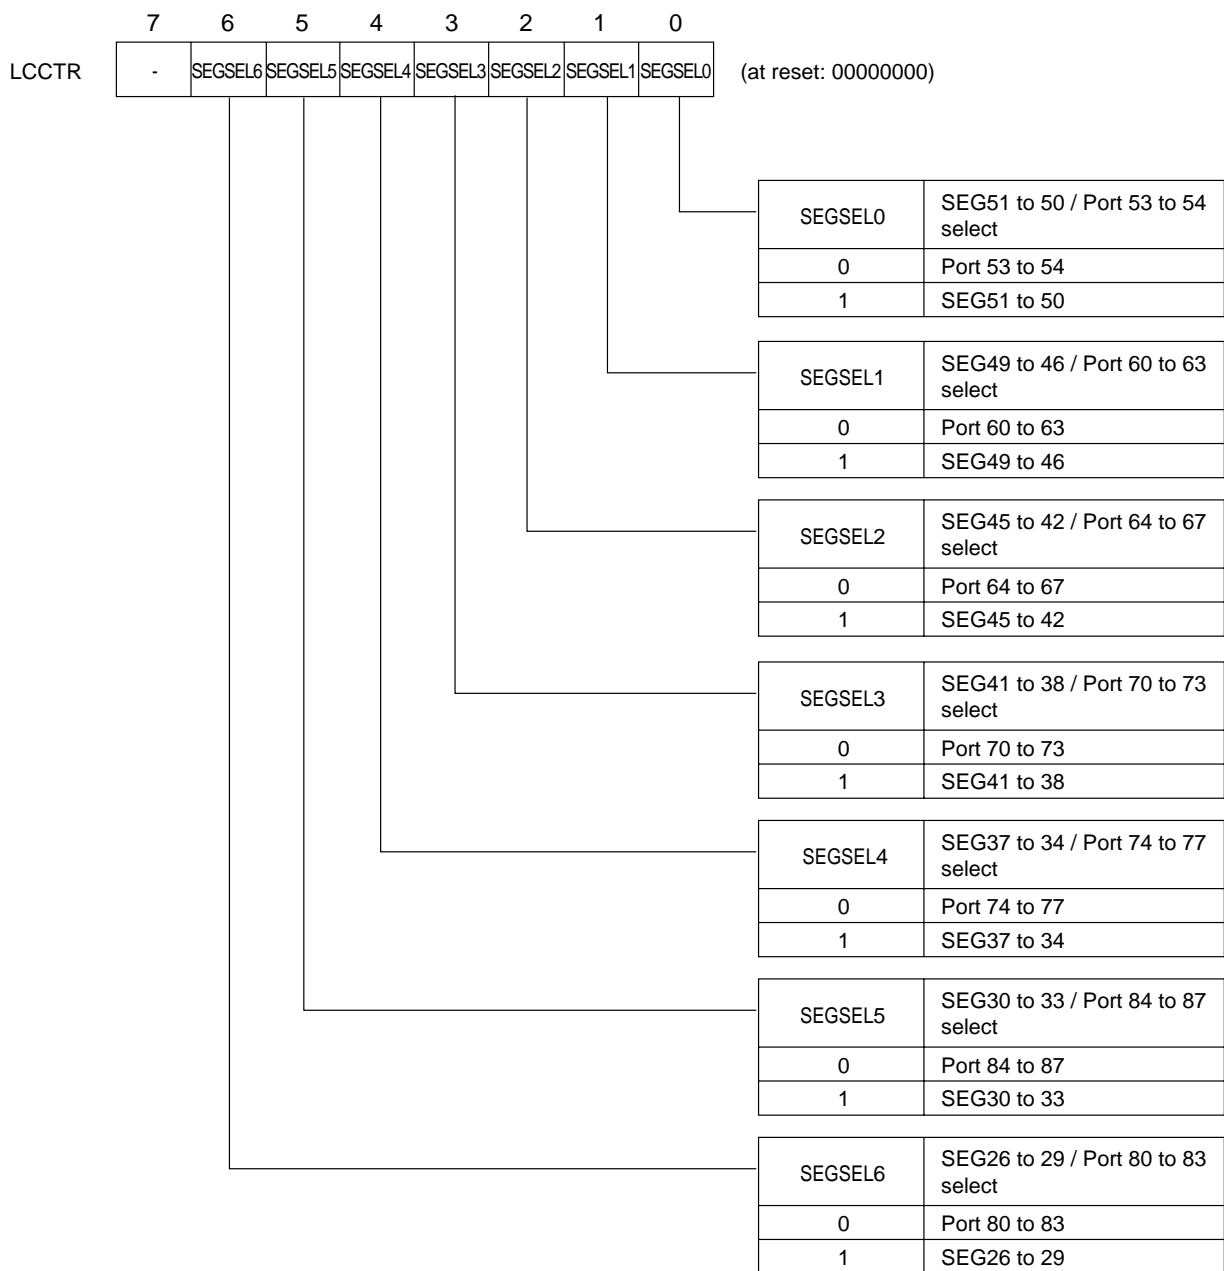 7 6 5 4 3 2 1 0
LCCTR - SEGSEL6 SEGSEL5 SEGSEL4 SEGSEL3 SEGSEL2 SEGSEL1 SEGSEL0 (at reset: 00000000)
SEGSEL0 SEG51 to 50 / Port 53 to 54
select
0 Port 53 to 54
1 SEG51 to 50
SEGSEL1 SEG49 to 46 / Port 60 to 63
select
0 Port 60 to 63
1 SEG49 to 46
SEGSEL2 SEG45 to 42 / Port 64 to 67
select
0 Port 64 to 67
1 SEG45 to 42
SEGSEL3 SEG41 to 38 / Port 70 to 73
select
0 Port 70 to 73
1 SEG41 to 38
SEGSEL4 SEG37 to 34 / Port 74 to 77
select
0 Port 74 to 77
1 SEG37 to 34
SEGSEL5 SEG30 to 33 / Port 84 to 87
select
0 Port 84 to 87
1 SEG30 to 33
SEGSEL6 SEG26 to 29 / Port 80 to 83
select
0 Port 80 to 83
1 SEG26 to 29